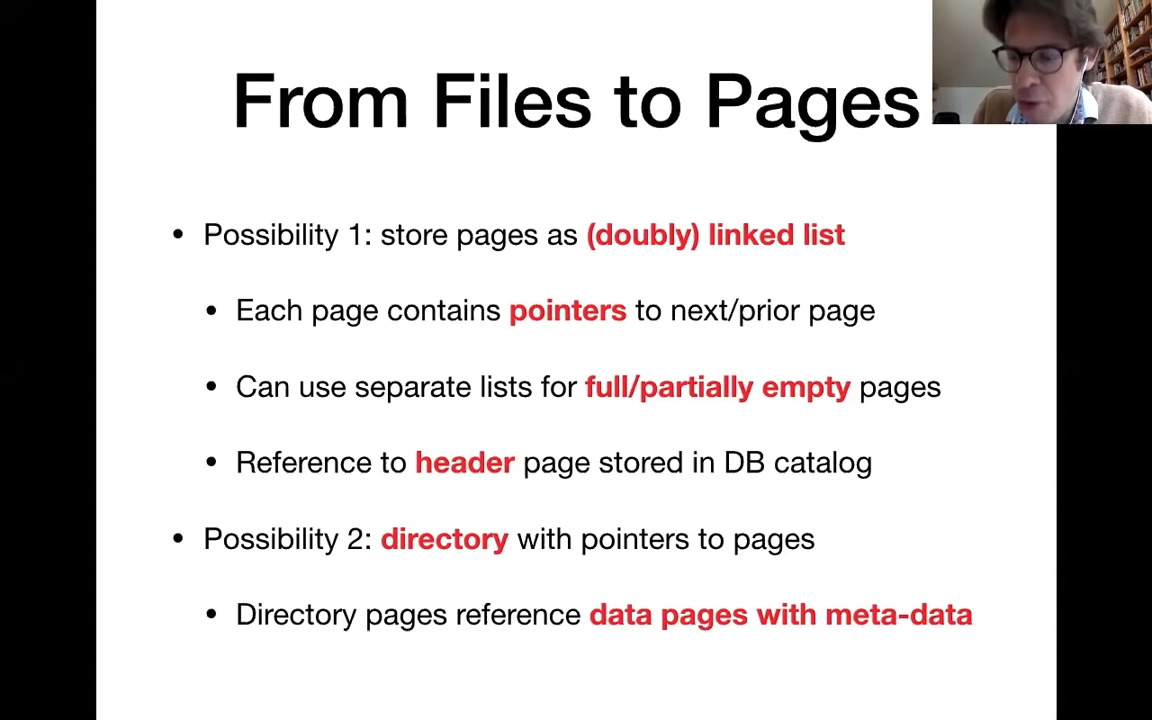 From Files to Pages
• Possibility 1: store pages as (doubly) linked list
• Each page contains pointers to next/prior page
• Can use separate lists for full/partially empty pages
• Reference to header page stored in DB catalog
• Possibility 2: directory with pointers to pages
• Directory pages reference data pages with meta-data